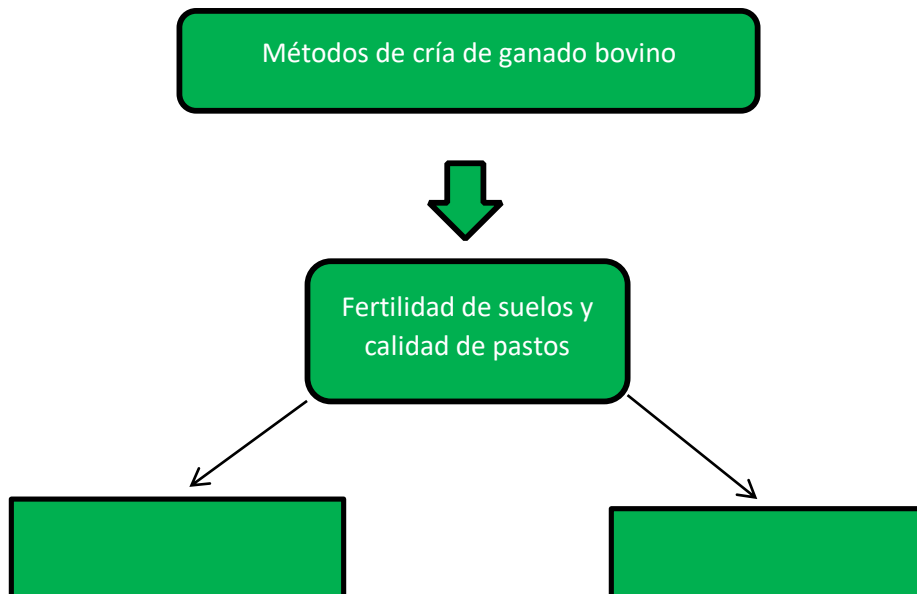 Métodos de cría de ganado bovino
Fertilidad de suelos y
calidad de pastos